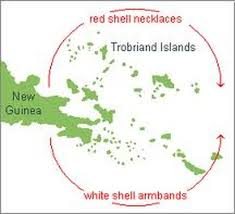 red shell necklaces
Trobriand Islands
New
Guinea
white shell armbands